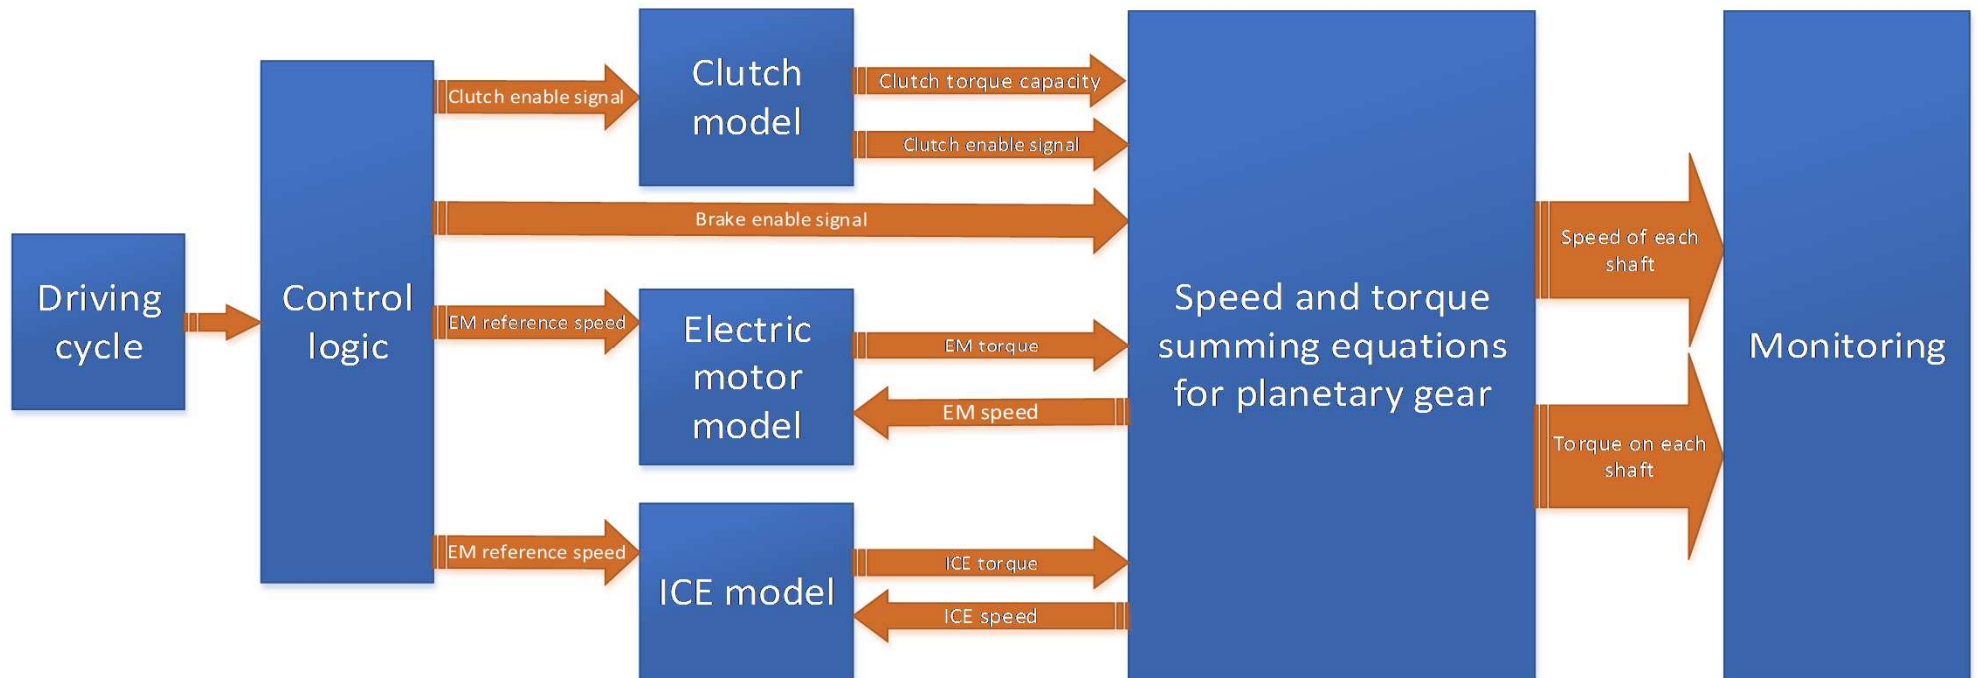 Driving
cycle
Control
logic
Clutch enable signal
Brake enable signal
EM reference speed
EM reference speed
Clutch
model
Electric
motor
model
ICE model
Clutch torque capacity
Clutch enable signal
EM torque
EM speed
ICE torque
ICE speed
Speed and torque
summing equations
for planetary gear
Speed of each
shaft
Torque on each
shaft
Monitoring